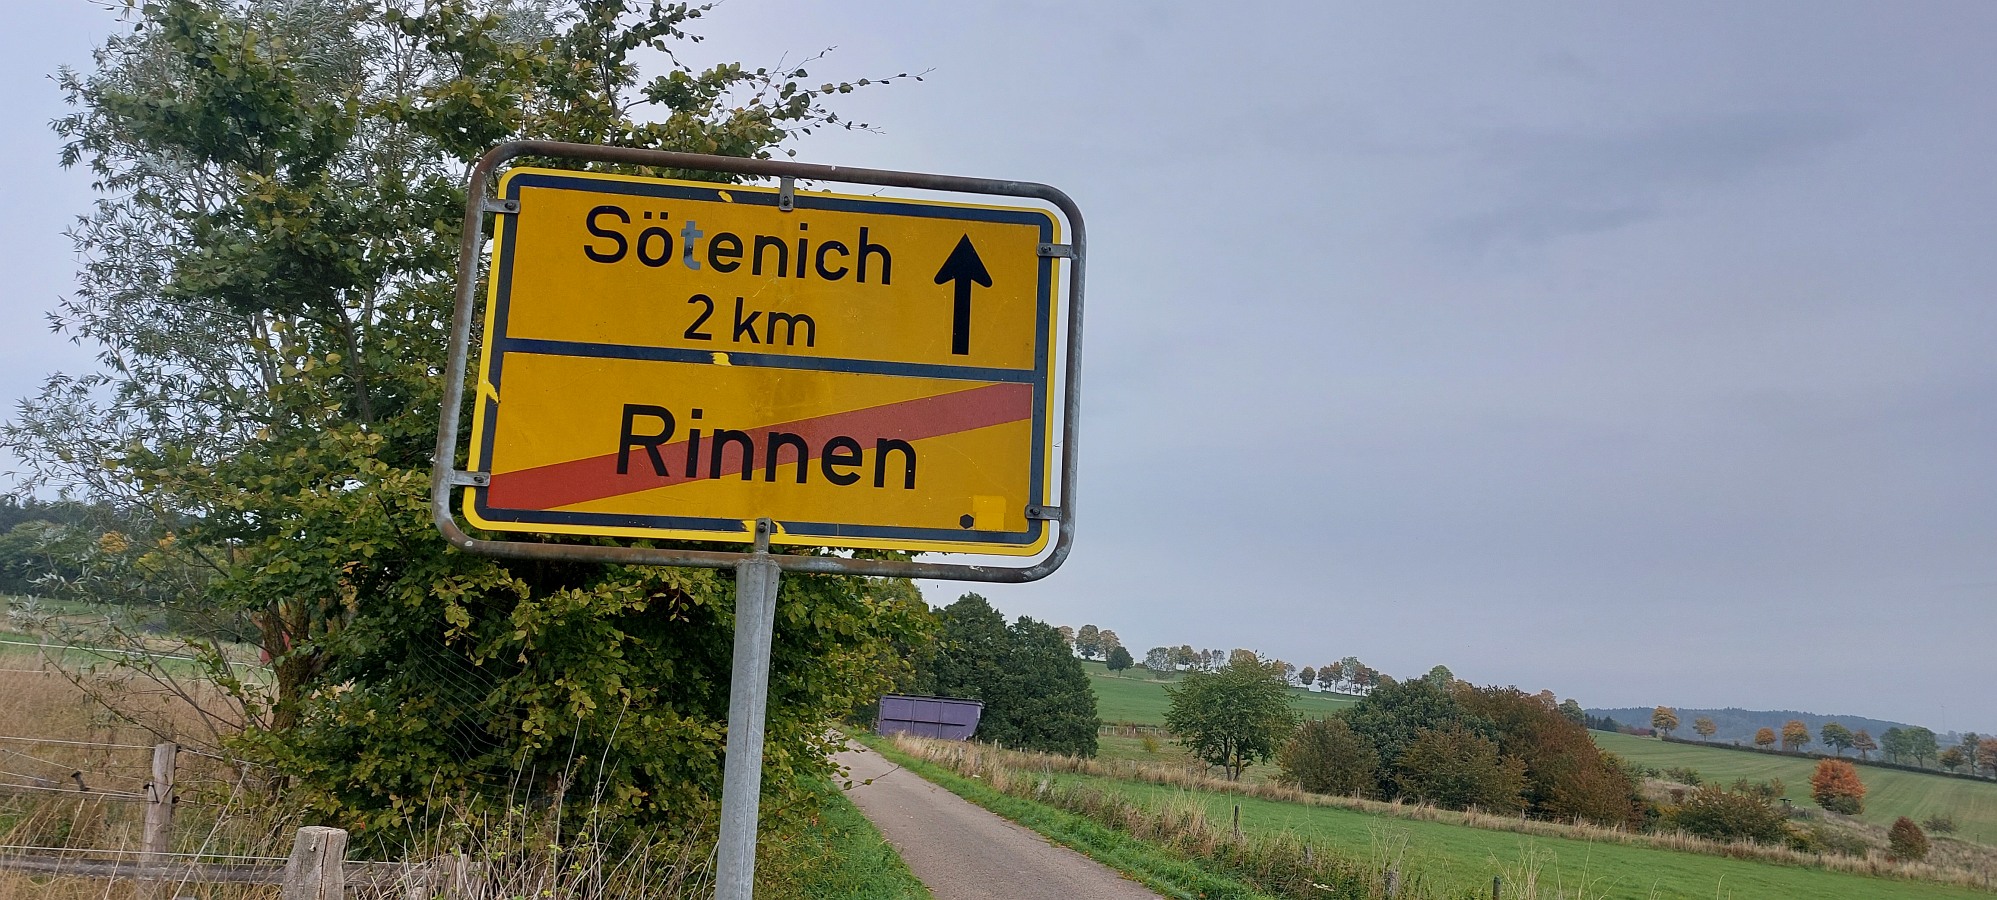 Sötenich
2 km
Rinnen